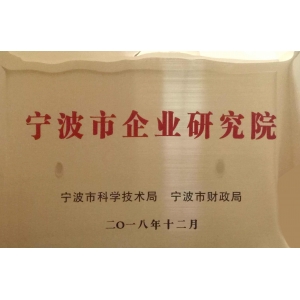 宁波市企业研究院
宁波市科学技术局 宁波市财政局
二〇一八年十二月